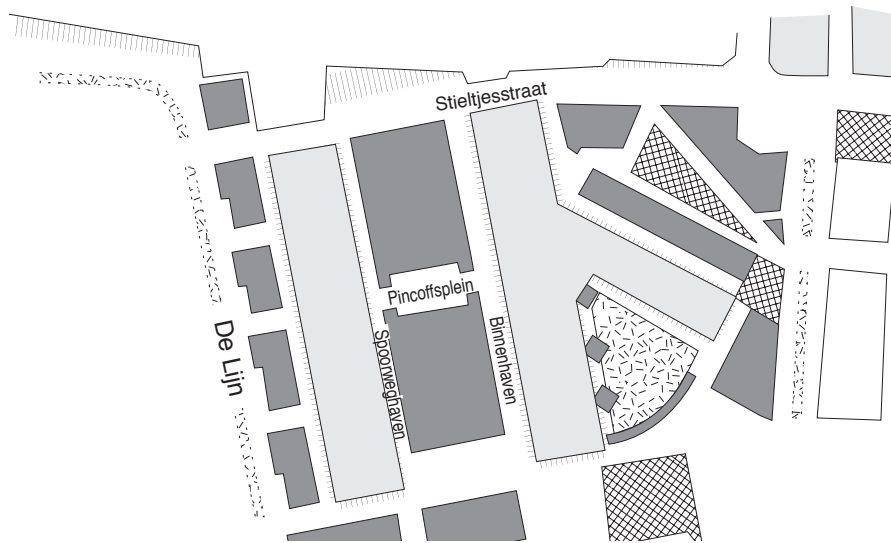 Stieltjesstraat
Pincoffsplein
De Lijn
Spoorweghaven
Binnenhaven